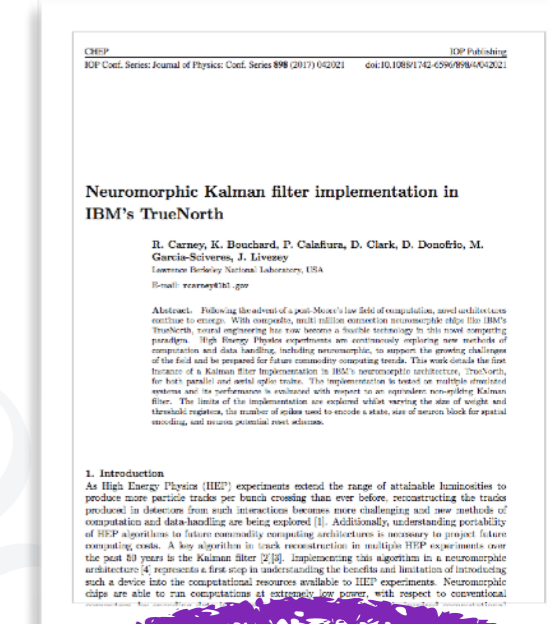 CHEP IOP Publishing
IOP Conf. Series: Journal of Physics: Conf. Series 898 (2017) 042021 doi:10.1088/1742-6596/898/4/042021
Neuromorphic Kalman filter implementation in
IBM's TrueNorth
R. Carney, K. Bouchard, P. Calafiura, D. Clark, D. Donofrio, M.
Garcia-Sciveres, J. Livezey
Lawrence Berkeley National Laboratory, USA
E-mail: rcarney@lbl.gov
Abstract. Following the advent of a post-Moore's law field of computation, novel architectures
continue to emerge. With composite, multi-million connection neuromorphic chips like IBM's
TrueNorth, neural engineering has now become a feasible technology in this novel computing
paradigm. High Energy Physics experiments are continuously exploring new methods of
computation and data handling, including neuromorphic, to support the growing challenges
of the field and be prepared for future commodity computing trends. This work details the first
instance of a Kalman filter implementation in IBM's neuromorphic architecture, TrueNorth,
for both parallel and serial spike trains. The implementation is tested on multiple simulated
systems and its performance is evaluated with respect to an equivalent non-spiking Kalman
filter. The limits of the implementation are explored whilst varying the size of weight and
threshold registers, the number of spikes used to encode a state, size of neuron block for spatial
encoding, and neuron potential reset schemes.
1. Introduction
As High Energy Physics (HEP) experiments extend the range of attainable luminosities to
produce more particle tracks per bunch crossing than ever before, reconstructing the tracks
produced in detectors from such interactions becomes more challenging and new methods of
computation and data-handling are being explored [1]. Additionally, understanding portability
of HEP algorithms to future commodity computing architectures is necessary to project future
computing costs. A key algorithm in track reconstruction in multiple HEP experiments over
the past 50 years is the Kalman filter [2][3]. Implementing this algorithm in a neuromorphic
architecture [4] represents a first step in understanding the benefits and limitation of introducing
such a device into the computational resources available to HEP experiments. Neuromorphic
chips are able to run computations at extremely low power, with respect to conventional